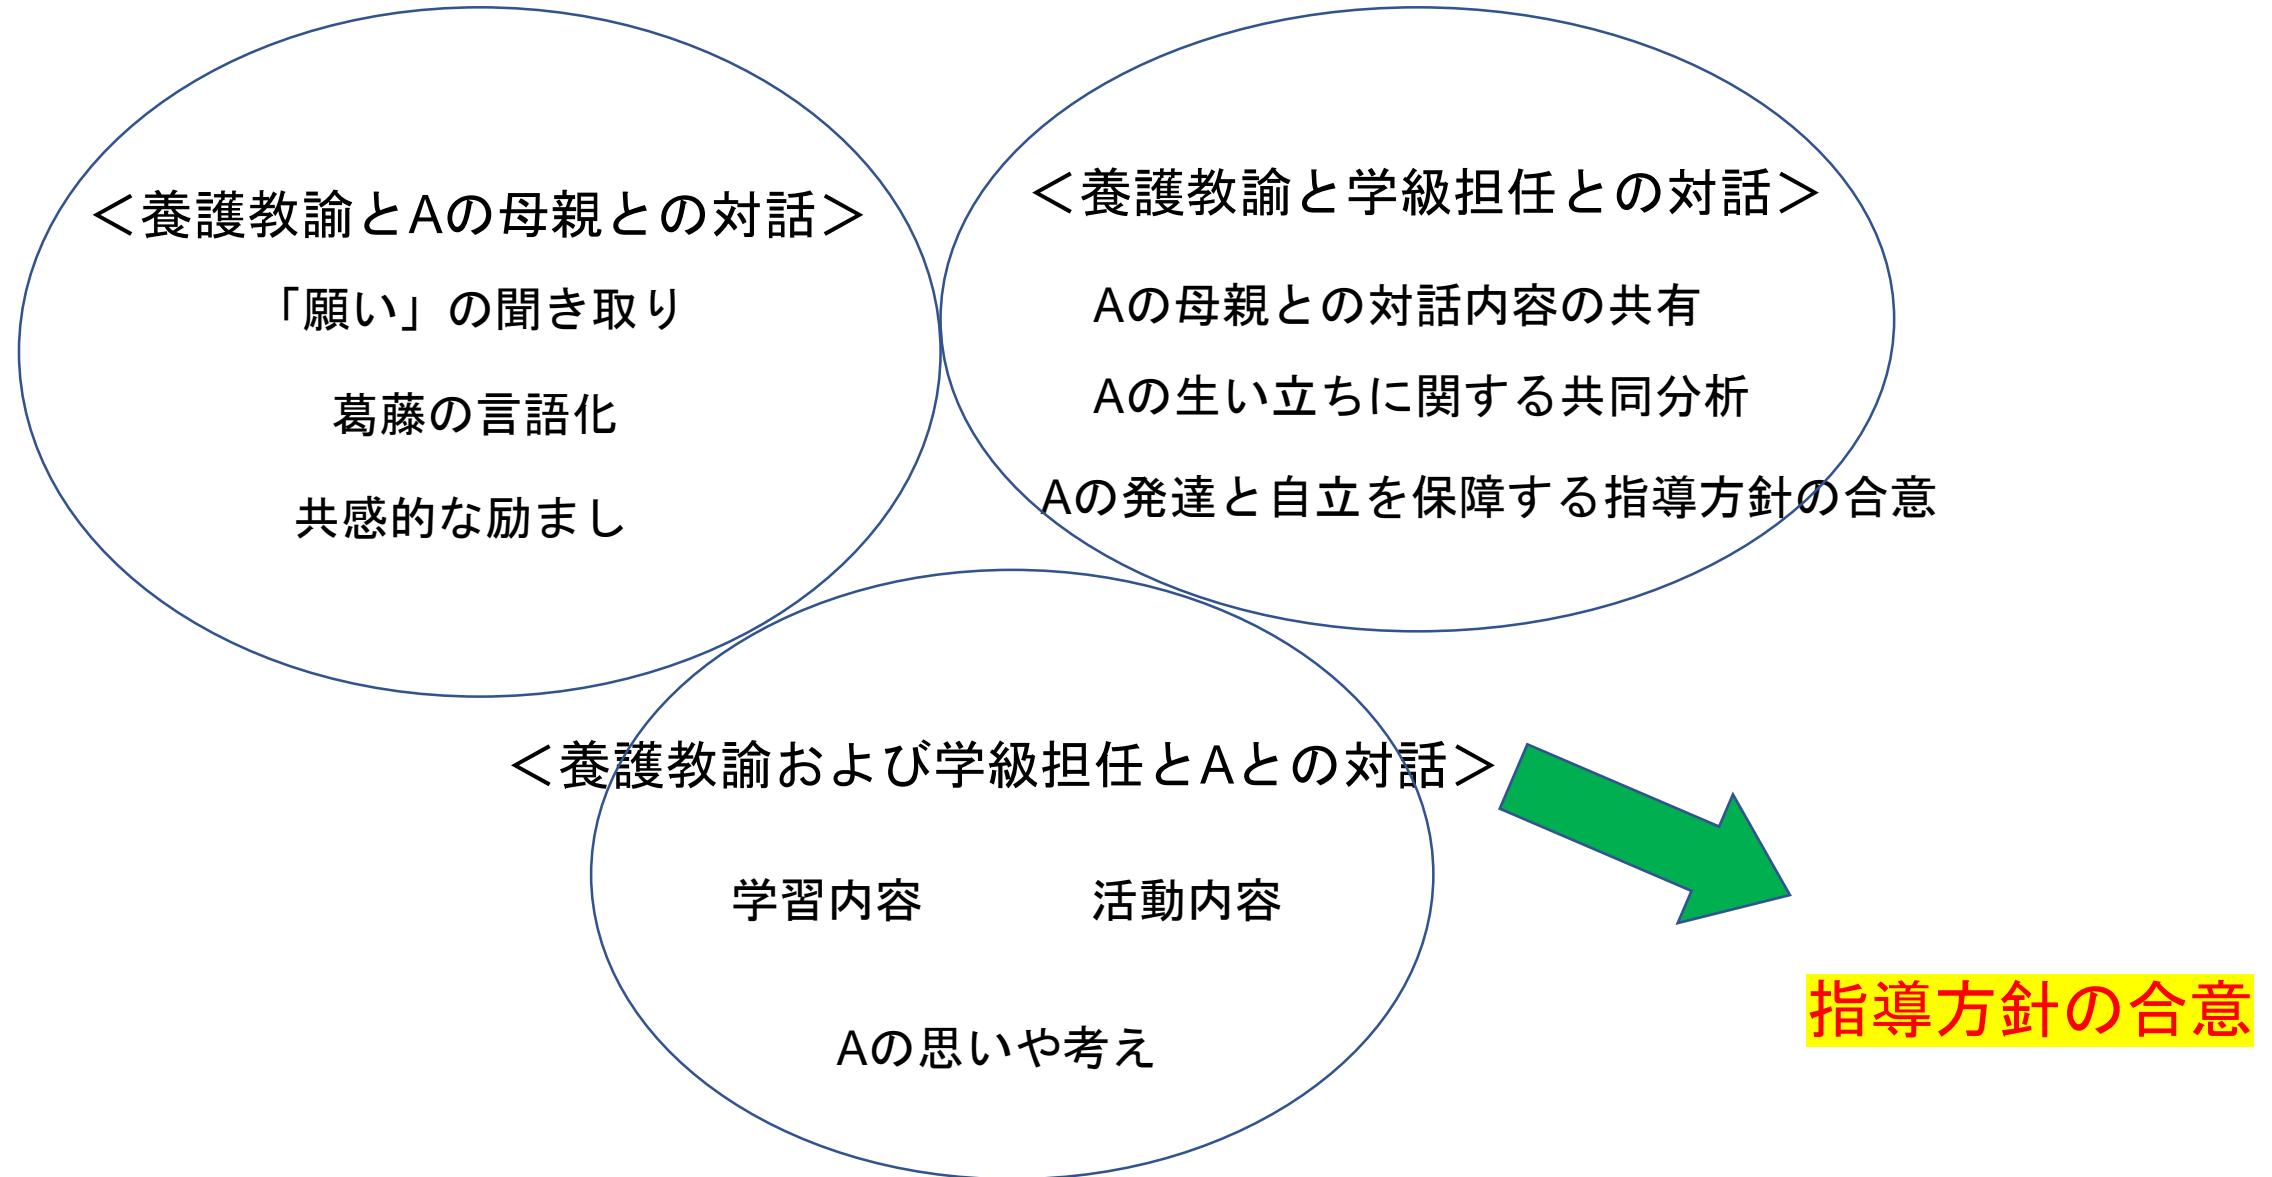 ＜養護教諭とAの母親との対話＞
「願い」の聞き取り
葛藤の言語化
共感的な励まし
＜養護教諭と学級担任との対話＞
Aの母親との対話内容の共有
Aの生い立ちに関する共同分析
Aの発達と自立を保障する指導方針の合意
＜養護教諭および学級担任とAとの対話＞
学習内容 活動内容
Aの思いや考え
指導方針の合意